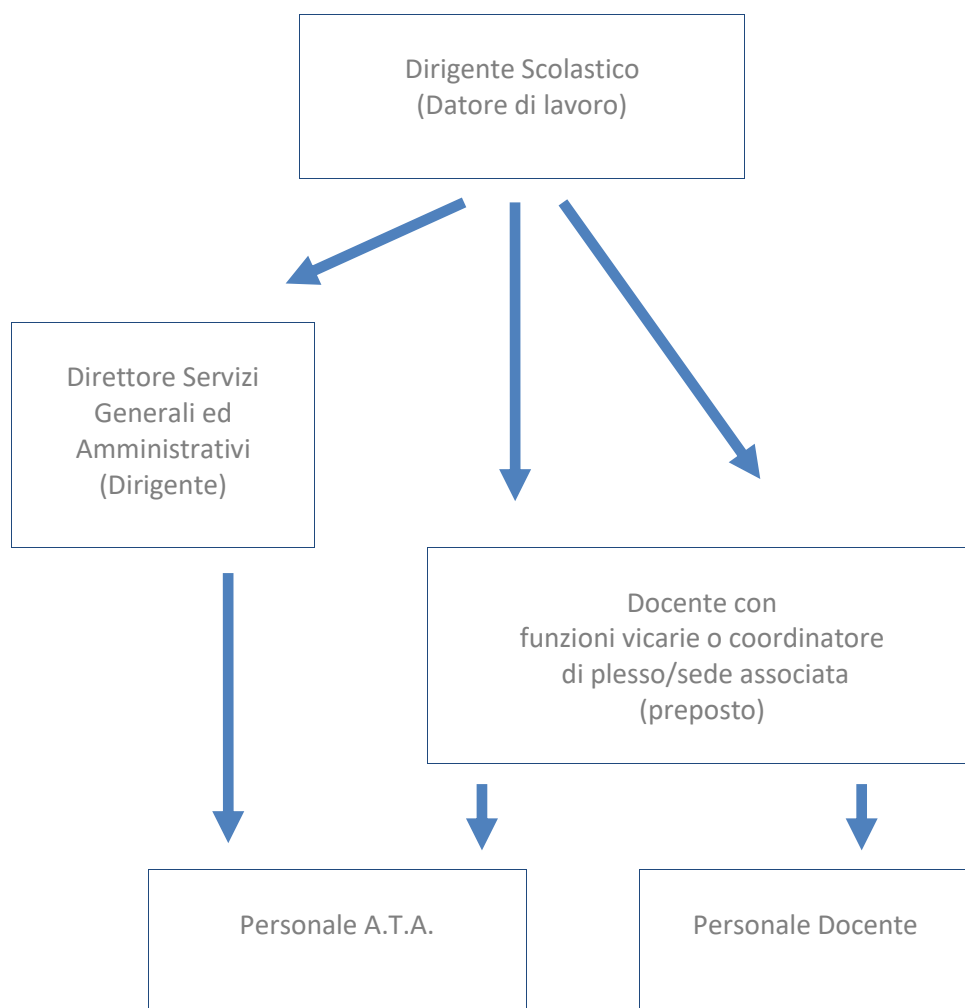 Dirigente Scolastico
(Datore di lavoro)
Direttore Servizi
Generali ed
Amministrativi
(Dirigente)
Docente con
funzioni vicarie o coordinatore
di plesso/sede associata
(preposto)
Personale A.T.A.
Personale Docente